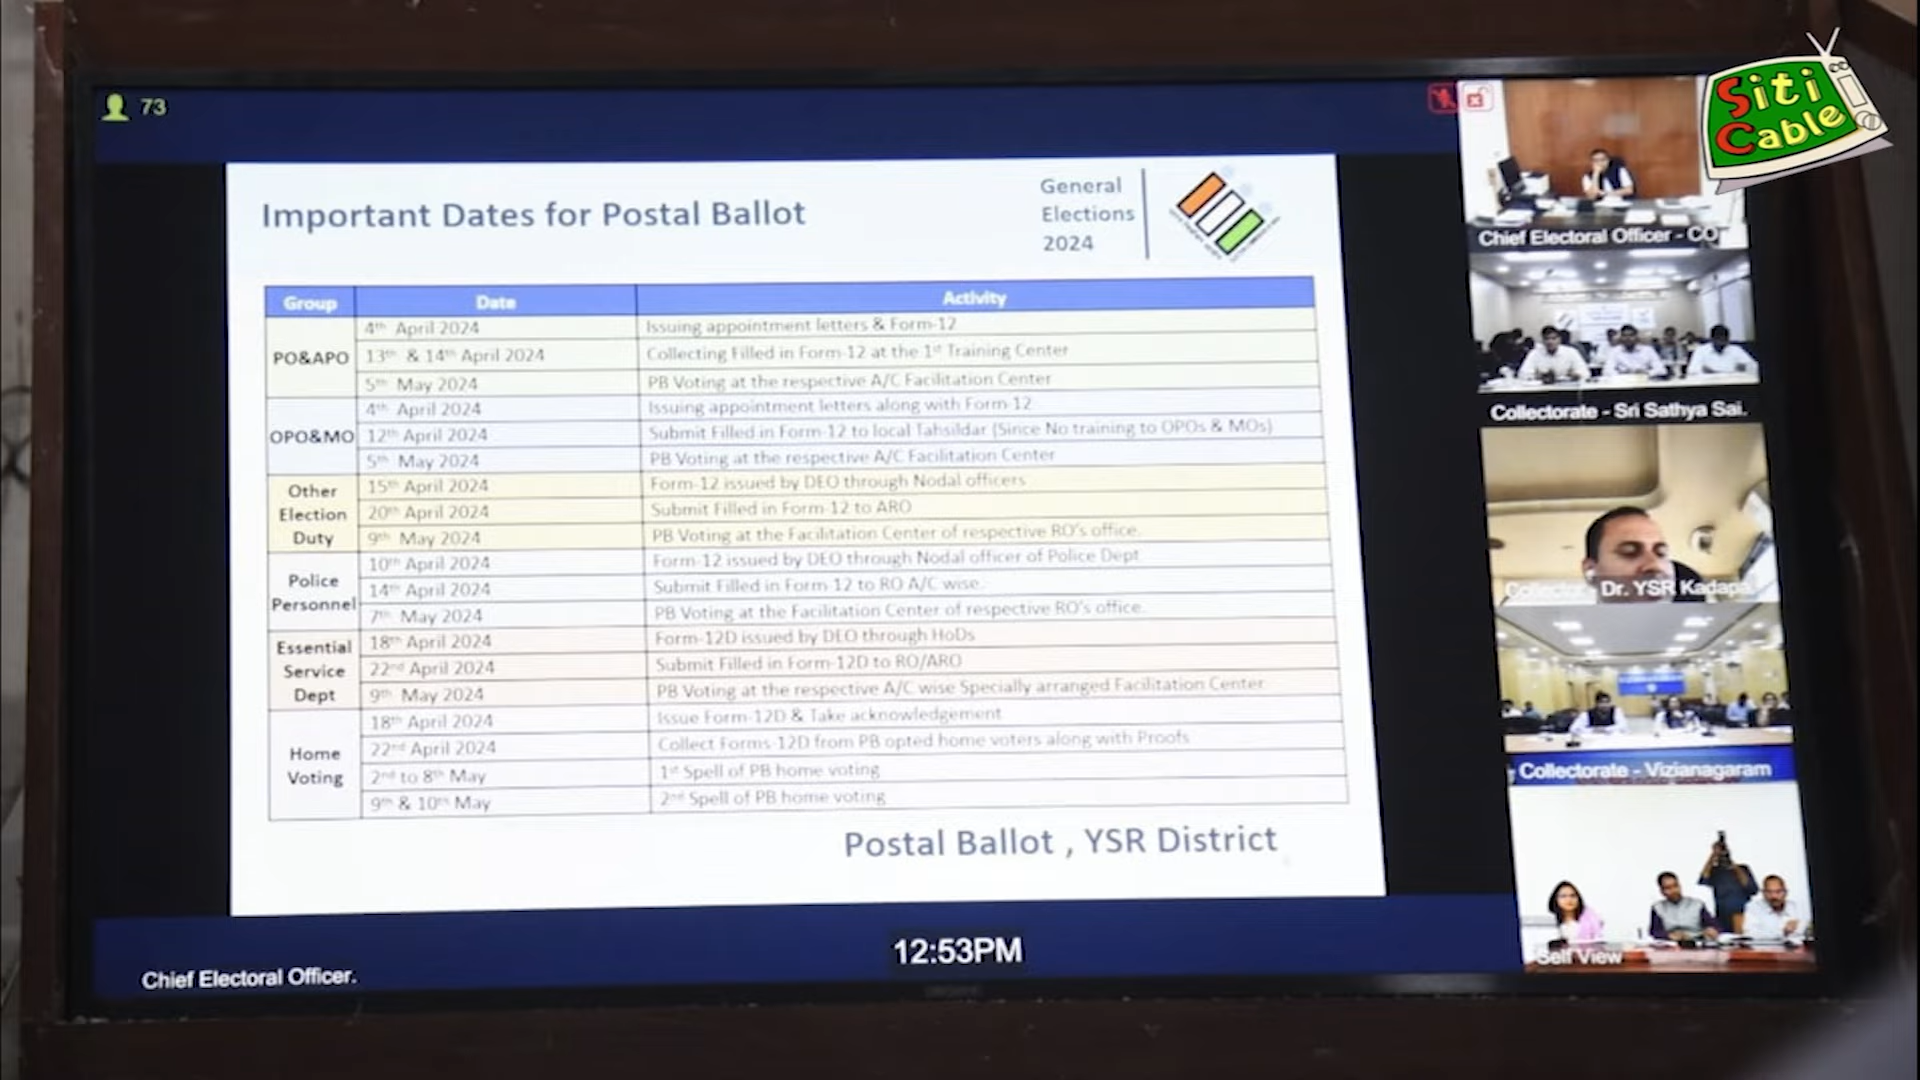 73
Siti
Cable
Important Dates for Postal Ballot
General
Elections
2024
Group Date Activity
PO&APO
4th April 2024 Issuing appointment letters & Form-12
13th & 14th April 2024 Collecting Filled in Form-12 at the 1st Training Center
5th May 2024 PB Voting at the respective A/C Facilitation Center
OPO&MO
4th April 2024 Issuing appointment letters along with Form-12
12th April 2024 Submit Filled in Form-12 to local Tahsildar (Since No training to OPOs & MOs)
5th May 2024 PB Voting at the respective A/C Facilitation Center
Other
Election
Duty
15th April 2024 Form-12 issued by DEO through Nodal officers
20th April 2024 Submit Filled in Form-12 to ARO
9th May 2024 PB Voting at the Facilitation Center of respective RO's office.
Police
Personnel
10th April 2024 Form-12 issued by DEO through Nodal officer of Police Dept
14th April 2024 Submit Filled in Form-12 to RO A/C wise.
7th May 2024 PB Voting at the Facilitation Center of respective RO's office.
Essential
Service
Dept
18th April 2024 Form-12D issued by DEO through HoDs
22nd April 2024 Submit Filled in Form-12D to RO/ARO
9th May 2024 PB Voting at the respective A/C wise Specially arranged Facilitation Center
Home
Voting
18th April 2024 Issue Form-12D & Take acknowledgement
22nd April 2024 Collect Forms-12D from PB opted home voters along with Proofs
2nd to 8th May 1st Spell of PB home voting
9th & 10th May 2nd Spell of PB home voting
Postal Ballot , YSR District
Chief Electoral Officer - CO
Collectorate - Sri Sathya Sai.
Dr. YSR Kadapa
Collectorate - Vizianagaram
Self View
12:53PM
Chief Electoral Officer.